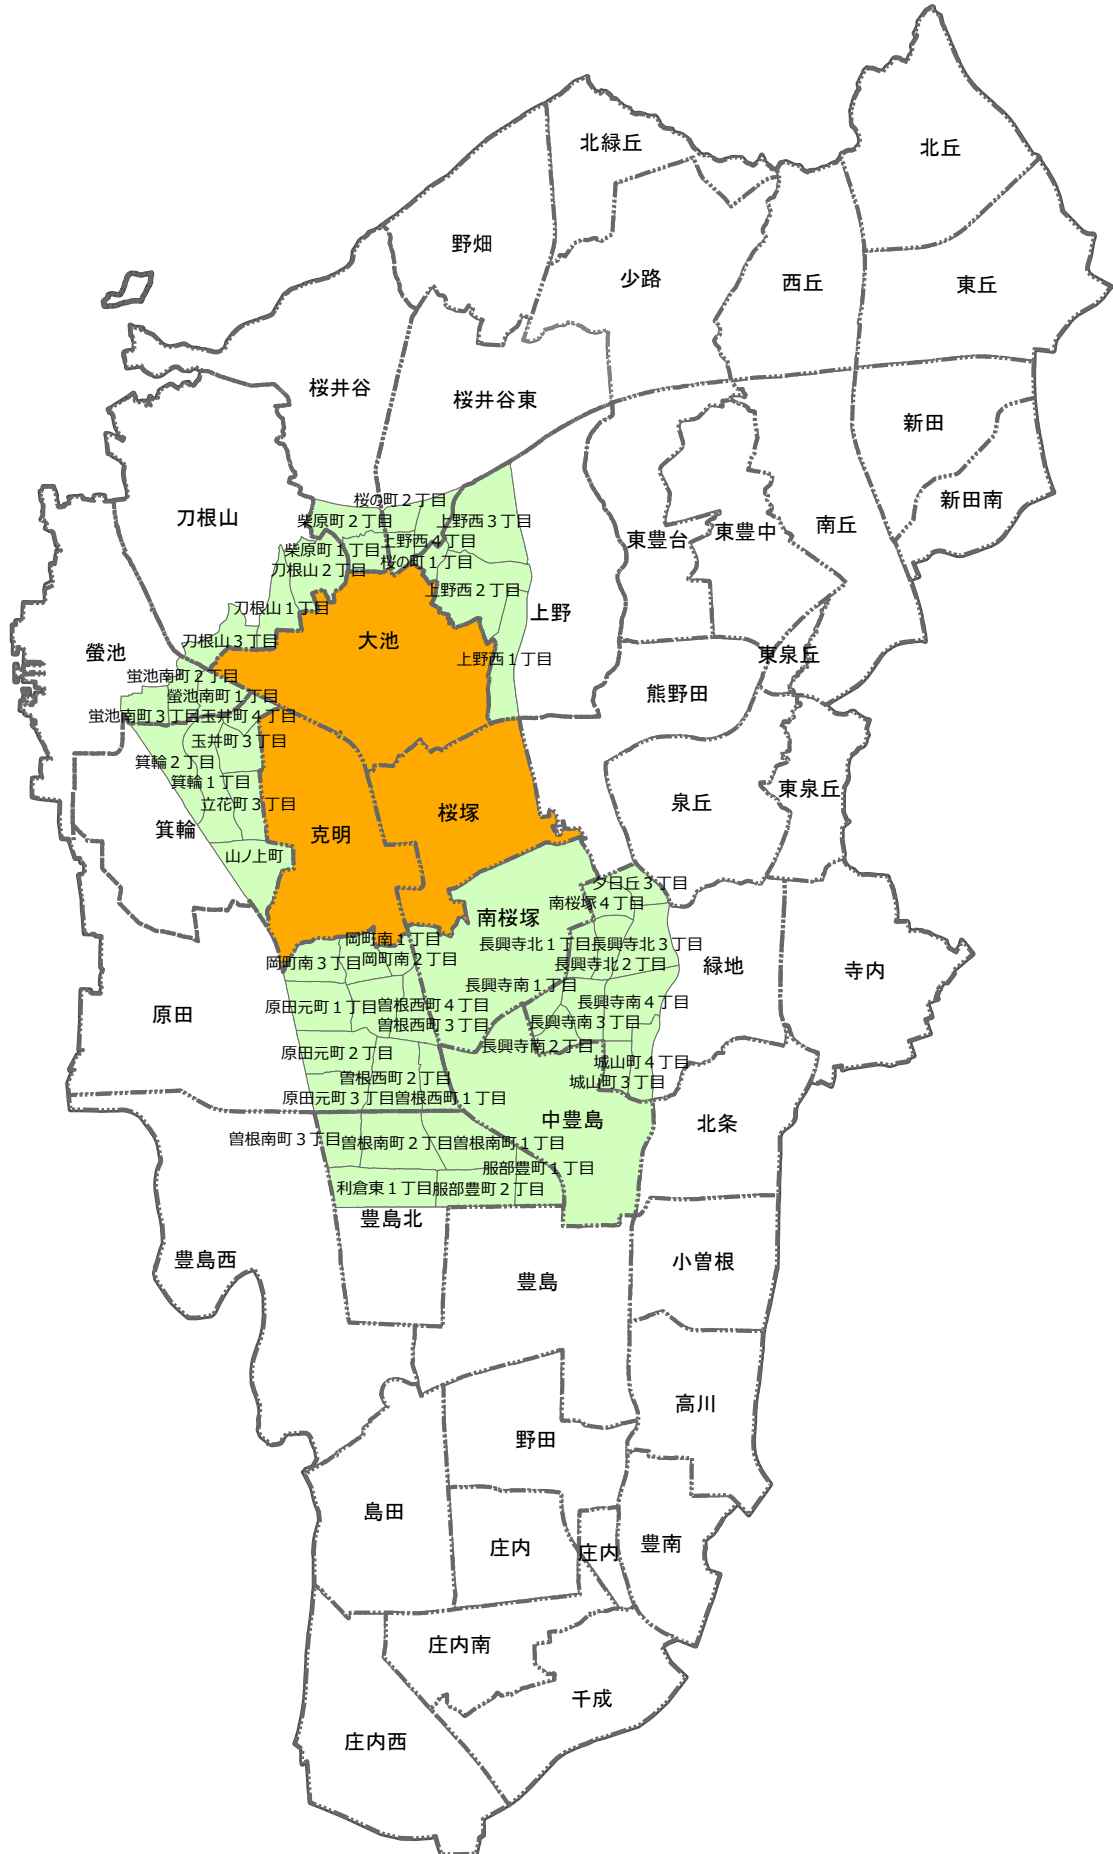 北緑丘
北丘
野畑
少路
西丘
東丘
桜井谷
桜井谷東
新田
新田南
刀根山
桜の町２丁目
柴原町２丁目
上野西３丁目
南丘
東豊中
東豊台
上野西４丁目
柴原町１丁目
桜の町１丁目
刀根山２丁目
上野西２丁目
刀根山１丁目
上野
大池
刀根山３丁目
螢池
東泉丘
上野西１丁目
蛍池南町２丁目
螢池南町１丁目
熊野田
蛍池南町３丁目
玉井町４丁目
玉井町３丁目
箕輪２丁目
箕輪１丁目
東泉丘
泉丘
立花町３丁目
桜塚
箕輪
克明
山ノ上町
夕日丘３丁目
南桜塚４丁目
南桜塚
岡町南１丁目
長興寺北１丁目
長興寺北３丁目
岡町南３丁目
岡町南２丁目
長興寺北２丁目
緑地
寺内
長興寺南１丁目
原田元町１丁目
曽根西町４丁目
長興寺南４丁目
原田
曽根西町３丁目
長興寺南３丁目
長興寺南２丁目
原田元町２丁目
城山町４丁目
曽根西町２丁目
城山町３丁目
原田元町３丁目
曽根西町１丁目
中豊島
北条
曽根南町３丁目
曽根南町２丁目
曽根南町１丁目
服部豊町１丁目
利倉東１丁目
服部豊町２丁目
豊島北
豊島西
小曽根
豊島
高川
野田
島田
庄内
庄内
豊南
庄内南
千成
庄内西